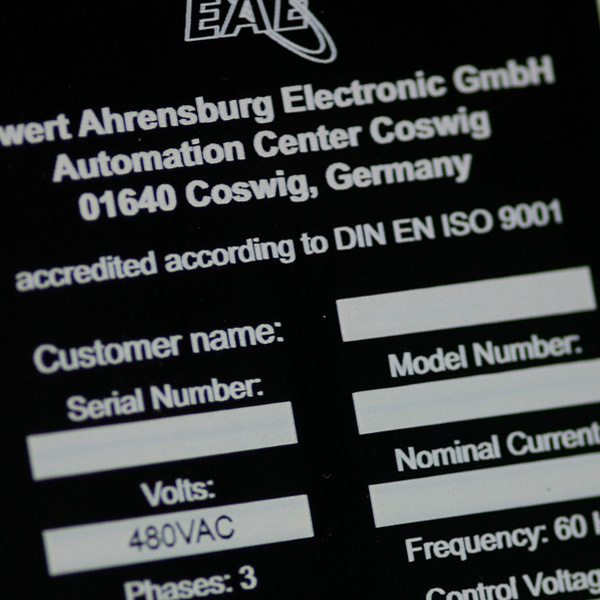 EAE
wert Ahrensburg Electronic GmbH
Automation Center Coswig
01640 Coswig, Germany
accredited according to DIN EN ISO 9001
Customer name:
Model Number:
Serial Number:
Nominal Current
Volts:
480VAC
Frequency: 60
Phases: 3
Control Voltag